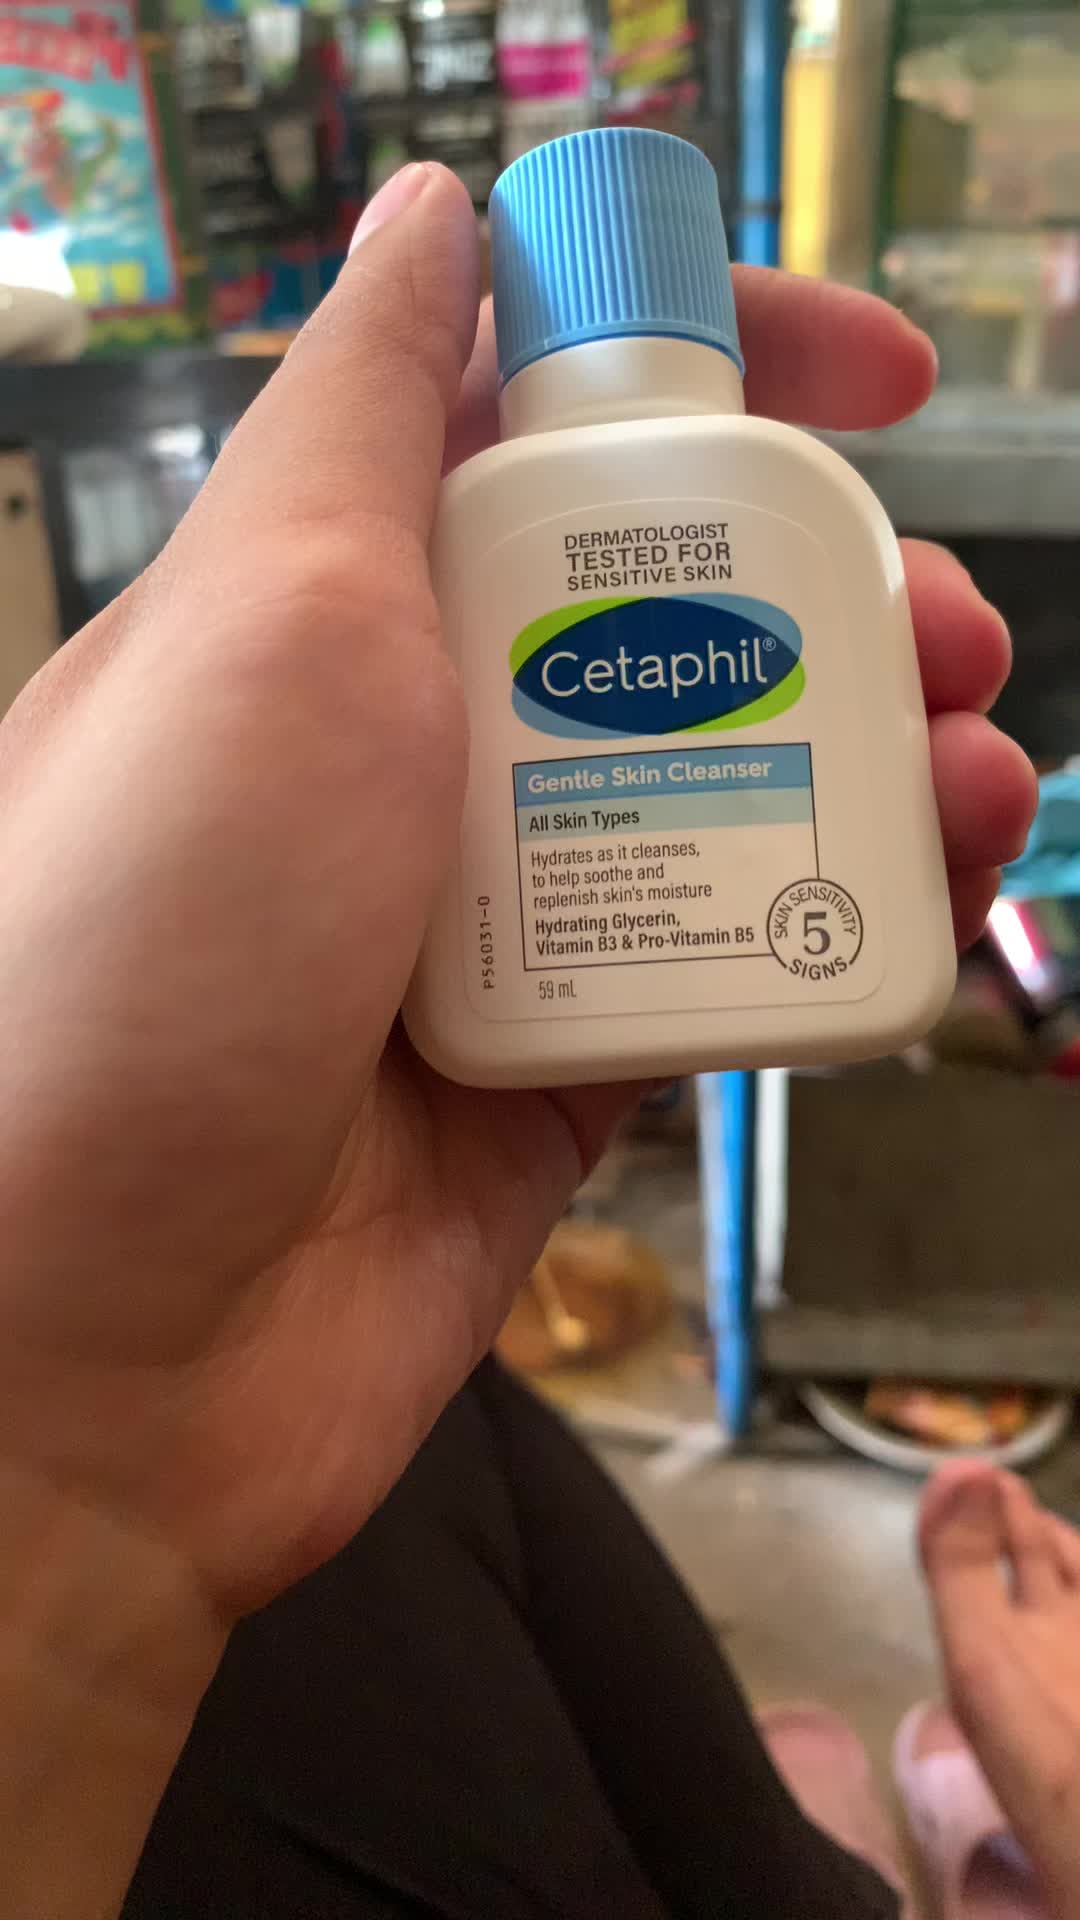 DERMATOLOGIST
TESTED FOR
SENSITIVE SKIN
Cetaphil®
Gentle Skin Cleanser
All Skin Types
Hydrates as it cleanses,
to help soothe and
replenish skin's moisture
Hydrating Glycerin,
Vitamin B3 & Pro-Vitamin B5
SKIN SENSITIVITY
5
SIGNS
59 mL
P56031-0